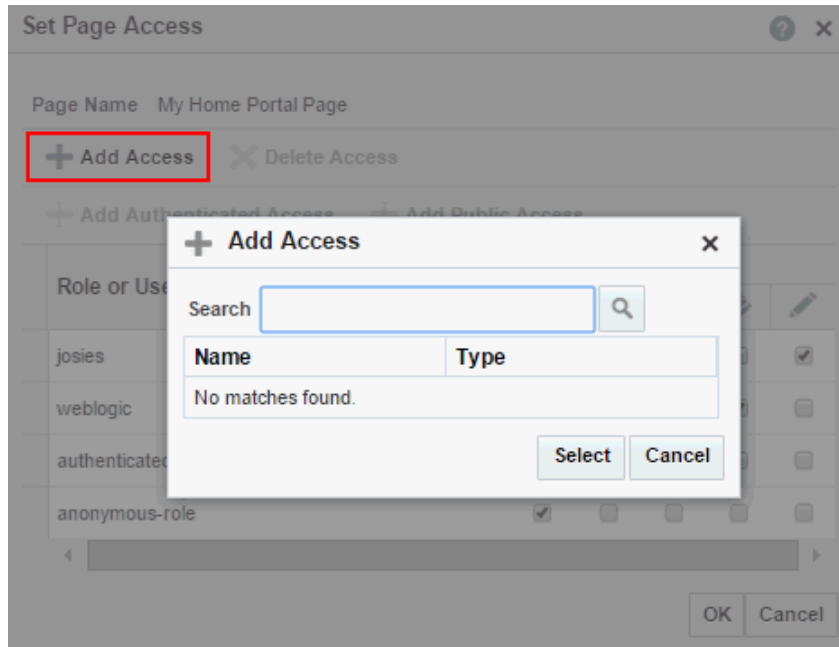 Set Page Access
Page Name My Home Portal Page
Add Access Delete Access
Add Authenticated Access Add Public Access
Add Access
Role or Use
Search
Name Type
josies
No matches found.
weblogic
Select Cancel
authenticated
anonymous-role
OK Cancel